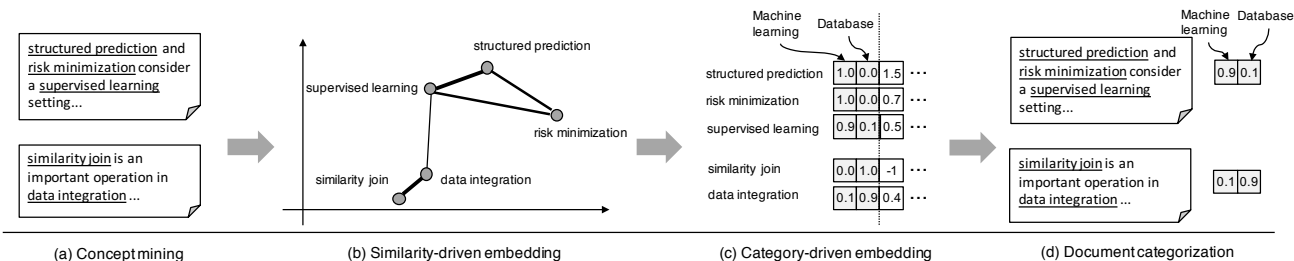 structured prediction and
risk minimization consider
a supervised learning
setting...
similarity join is an
important operation in
data integration ...
(a) Concept mining
structured prediction
supervised learning
risk minimization
similarity join
data integration
(b) Similarity-driven embedding
Machine
learning
Database
structured prediction 1.0 0.0 1.5 ...
risk minimization 1.0 0.0 0.7 ...
supervised learning 0.9 0.1 0.5 ...
similarity join 0.0 1.0 -1 ...
data integration 0.1 0.9 0.4 ...
(c) Category-driven embedding
Machine
learning
Database
structured prediction and
risk minimization consider
a supervised learning
setting...
0.9 0.1
similarity join is an
important operation in
data integration ...
0.1 0.9
(d) Document categorization